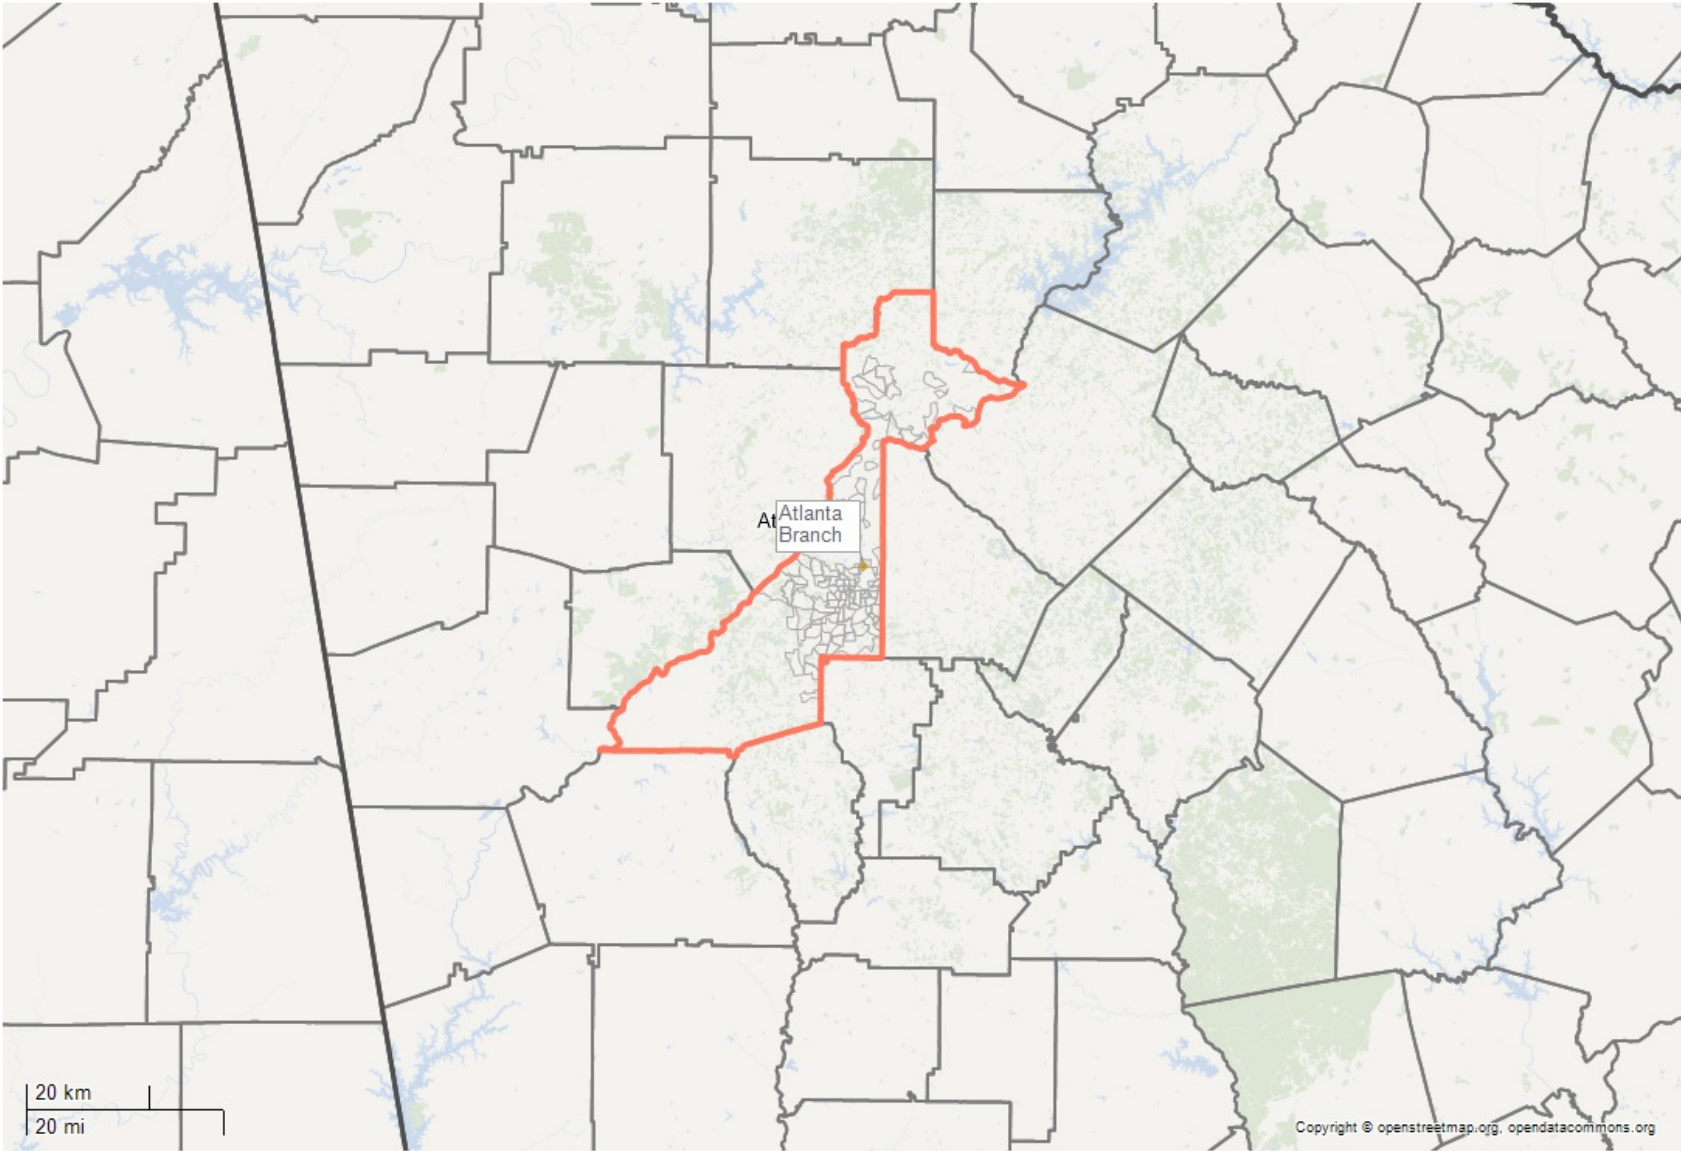 At
Atlanta
Branch
20 km
20 mi
Copyright © openstreetmap.org, opendatacommons.org